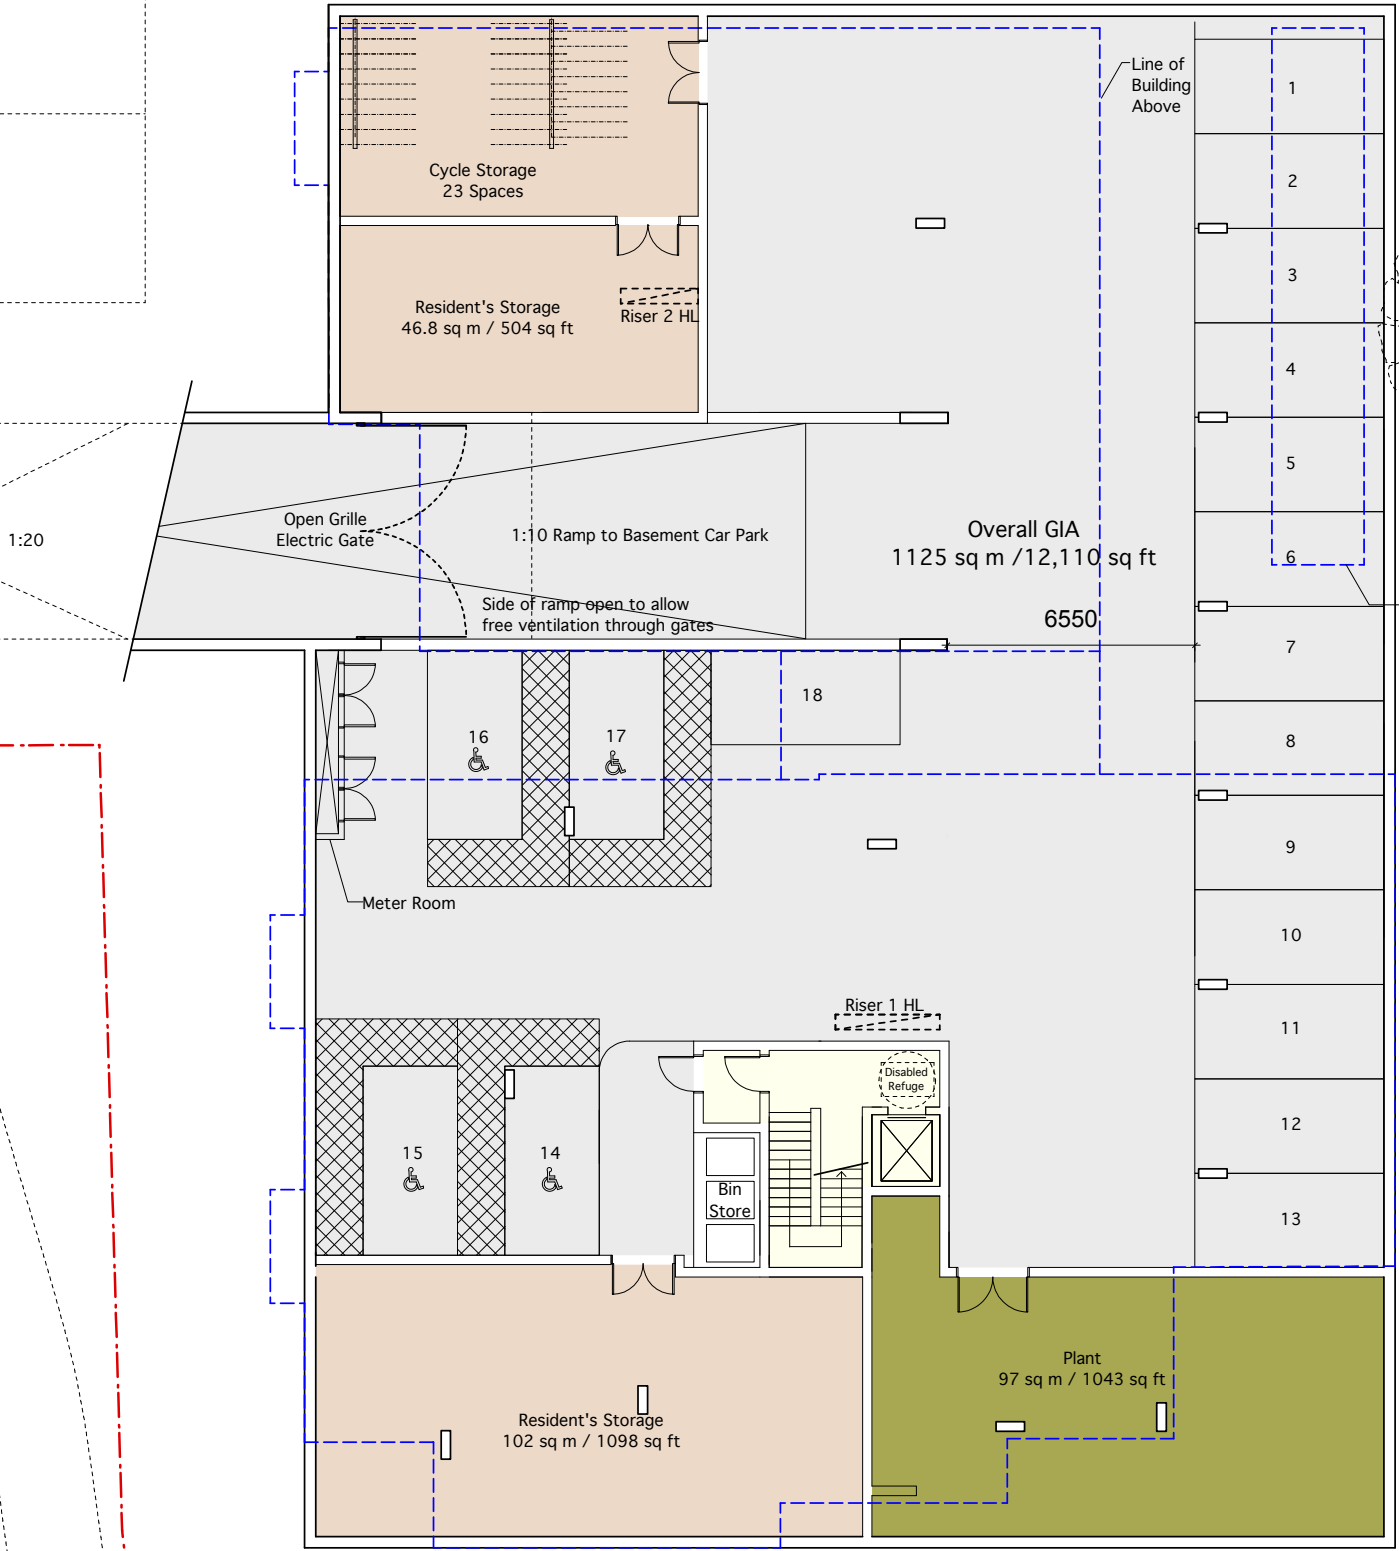 Line of
Building
Above
1
2
3
4
5
6
7
8
9
10
11
12
13
Cycle Storage
23 Spaces
Resident's Storage
46.8 sq m / 504 sq ft
Riser 2 HL
1:20
Open Grille
Electric Gate
1:10 Ramp to Basement Car Park
Side of ramp open to allow
free ventilation through gates
Overall GIA
1125 sq m /12,110 sq ft
6550
16
17
18
Meter Room
Riser 1 HL
Disabled
Refuge
15
14
Bin
Store
Plant
97 sq m / 1043 sq ft
Resident's Storage
102 sq m / 1098 sq ft